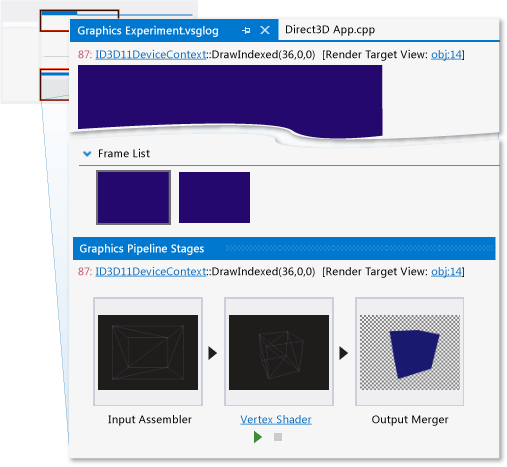 Graphics Experiment.vsglog
Direct3D App.cpp
87: ID3D11DeviceContext::DrawIndexed(36,0,0) [Render Target View: obj:14]
Frame List
Graphics Pipeline Stages
87: ID3D11DeviceContext::DrawIndexed(36,0,0) [Render Target View: obj:14]
Input Assembler
Vertex Shader
Output Merger